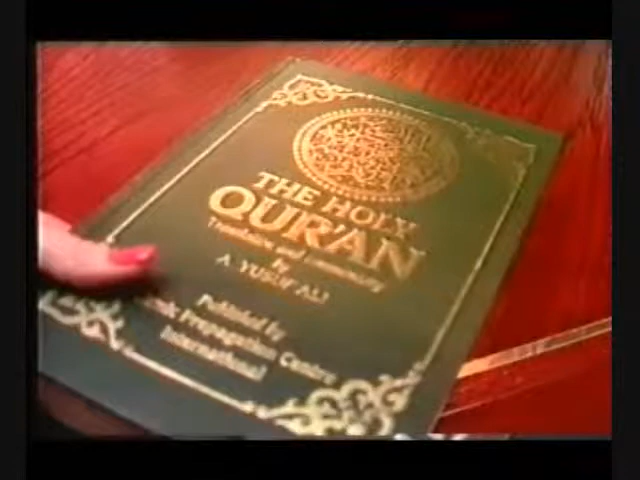 THE HOLY
QUR'AN
Translation and Commentary
by
A. YUSUF ALI
Published by
Propagation Centre
International